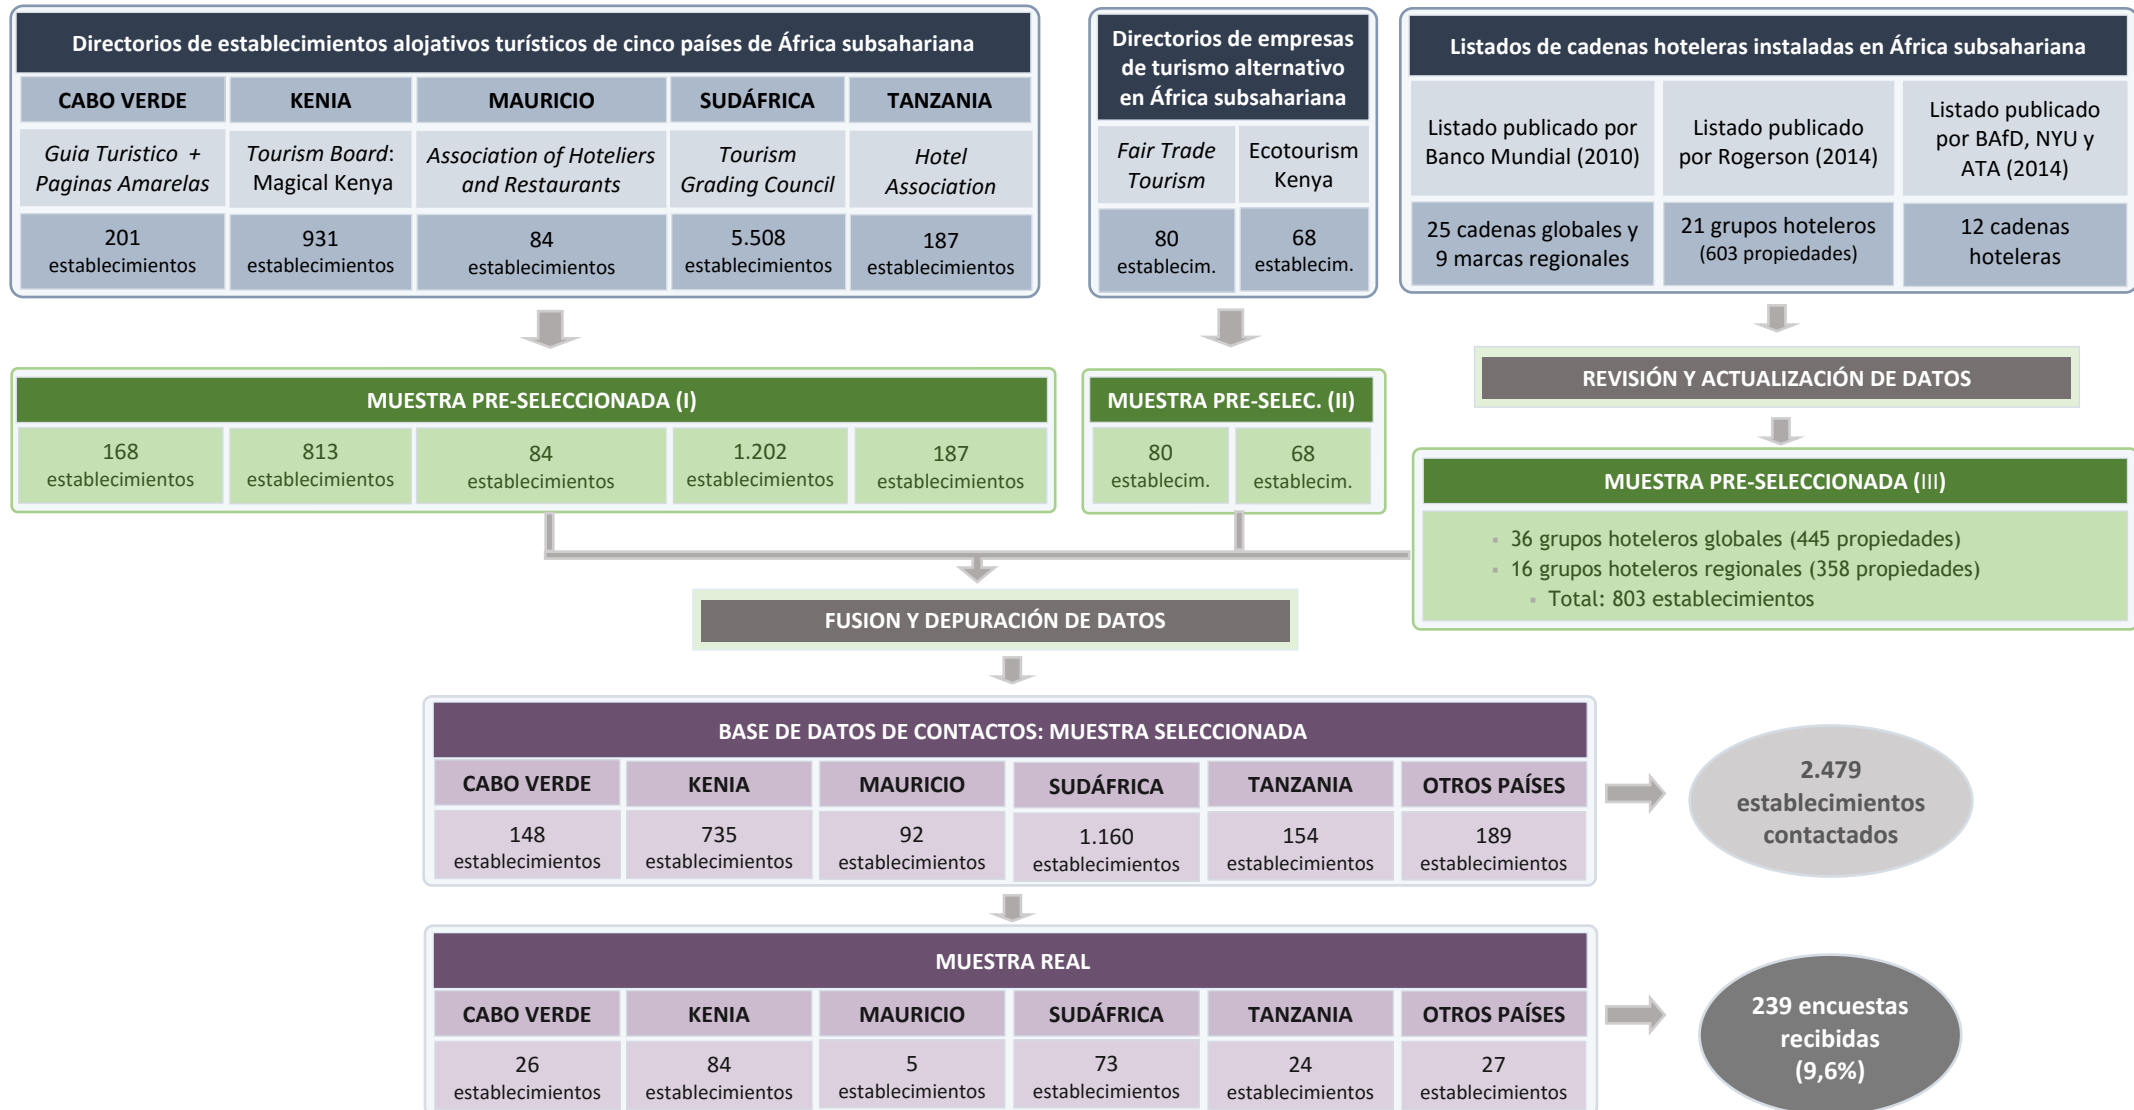 Directorios de establecimientos alojativos turísticos de cinco países de África subsahariana
CABO VERDE
KENIA
MAURICIO
SUDÁFRICA
TANZANIA
Guia Turistico +
Paginas Amarelas
Tourism Board:
Magical Kenya
Association of Hoteliers
and Restaurants
Tourism
Grading Council
Hotel
Association
201
establecimientos
931
establecimientos
84
establecimientos
5.508
establecimientos
187
establecimientos
Directorios de empresas
de turismo alternativo
en África subsahariana
Fair Trade
Tourism
Ecotourism
Kenya
80
establecim.
68
establecim.
Listados de cadenas hoteleras instaladas en África subsahariana
Listado publicado por
Banco Mundial (2010)
Listado publicado
por Rogerson (2014)
Listado publicado
por BAfD, NYU y
ATA (2014)
25 cadenas globales y
9 marcas regionales
21 grupos hoteleros
(603 propiedades)
12 cadenas
hoteleras
MUESTRA PRE-SELECCIONADA (I)
168
establecimientos
813
establecimientos
84
establecimientos
1.202
establecimientos
187
establecimientos
MUESTRA PRE-SELEC. (II)
80
establecim.
68
establecim.
REVISIÓN Y ACTUALIZACIÓN DE DATOS
MUESTRA PRE-SELECCIONADA (III)
▪ 36 grupos hoteleros globales (445 propiedades)
▪ 16 grupos hoteleros regionales (358 propiedades)
▪ Total: 803 establecimientos
FUSION Y DEPURACIÓN DE DATOS
BASE DE DATOS DE CONTACTOS: MUESTRA SELECCIONADA
CABO VERDE
KENIA
MAURICIO
SUDÁFRICA
TANZANIA
OTROS PAÍSES
148
establecimientos
735
establecimientos
92
establecimientos
1.160
establecimientos
154
establecimientos
189
establecimientos
2.479
establecimientos
contactados
MUESTRA REAL
CABO VERDE
KENIA
MAURICIO
SUDÁFRICA
TANZANIA
OTROS PAÍSES
26
establecimientos
84
establecimientos
5
establecimientos
73
establecimientos
24
establecimientos
27
establecimientos
239 encuestas
recibidas
(9,6%)